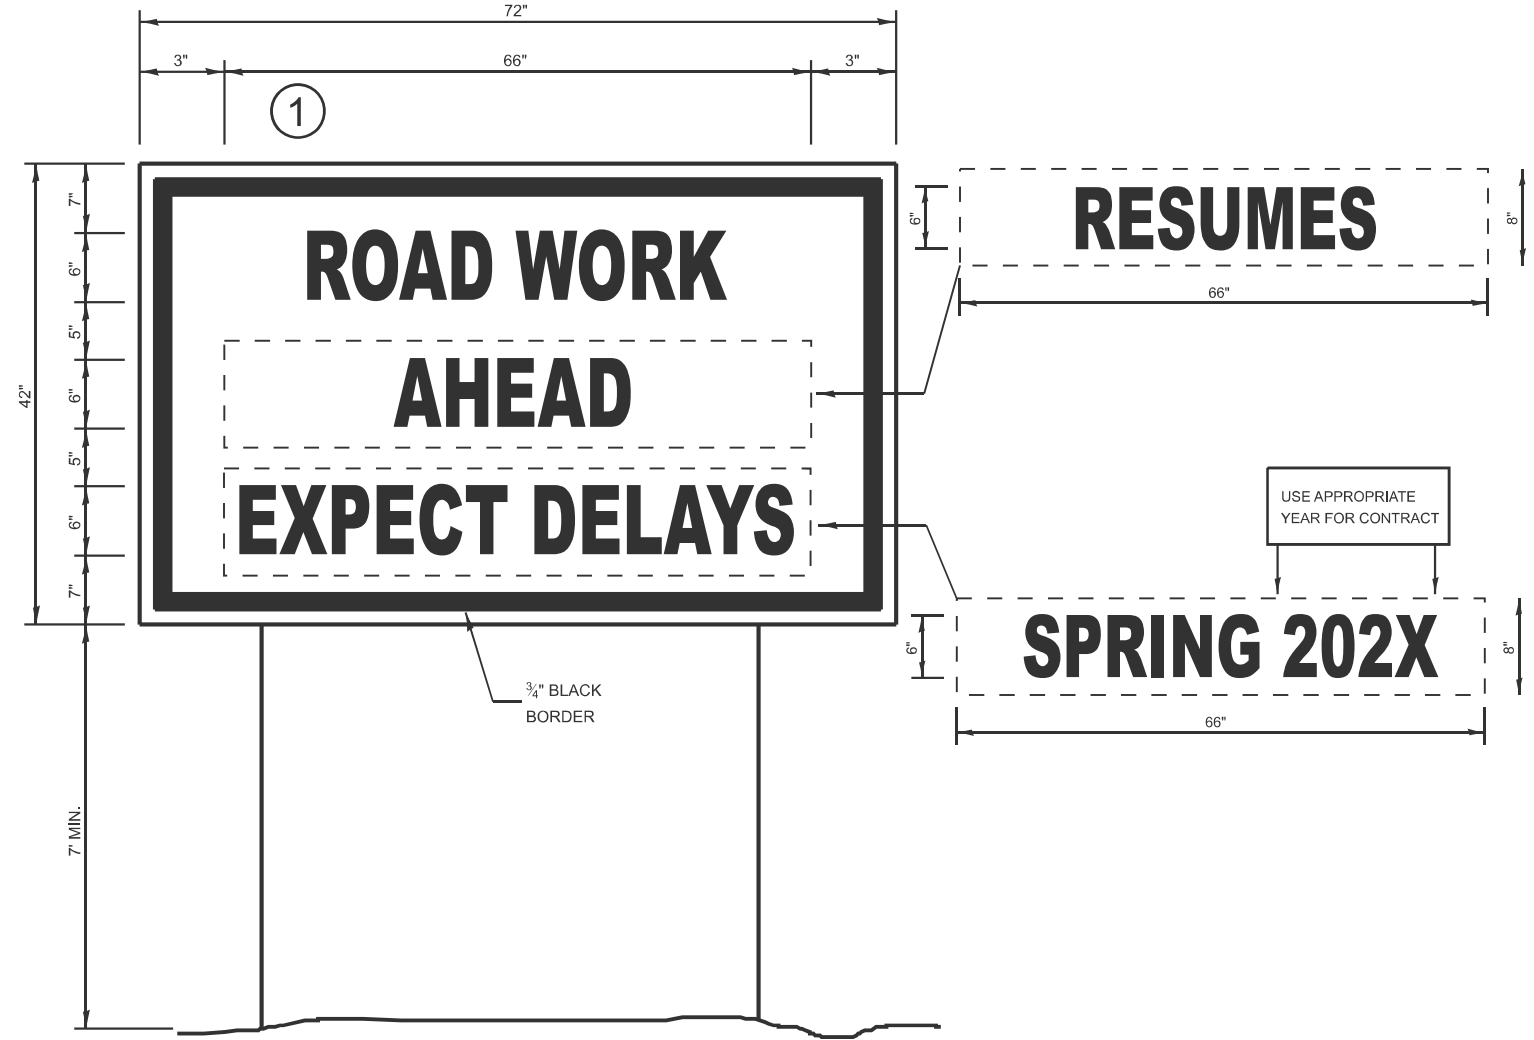 72"
3" 66" 3"
1
7"
6"
5"
6"
5"
6"
7"
42"
7' MIN.
ROAD WORK
AHEAD
EXPECT DELAYS
¾" BLACK
BORDER
6"
RESUMES
8"
66"
USE APPROPRIATE
YEAR FOR CONTRACT
6"
SPRING 202X
8"
66"